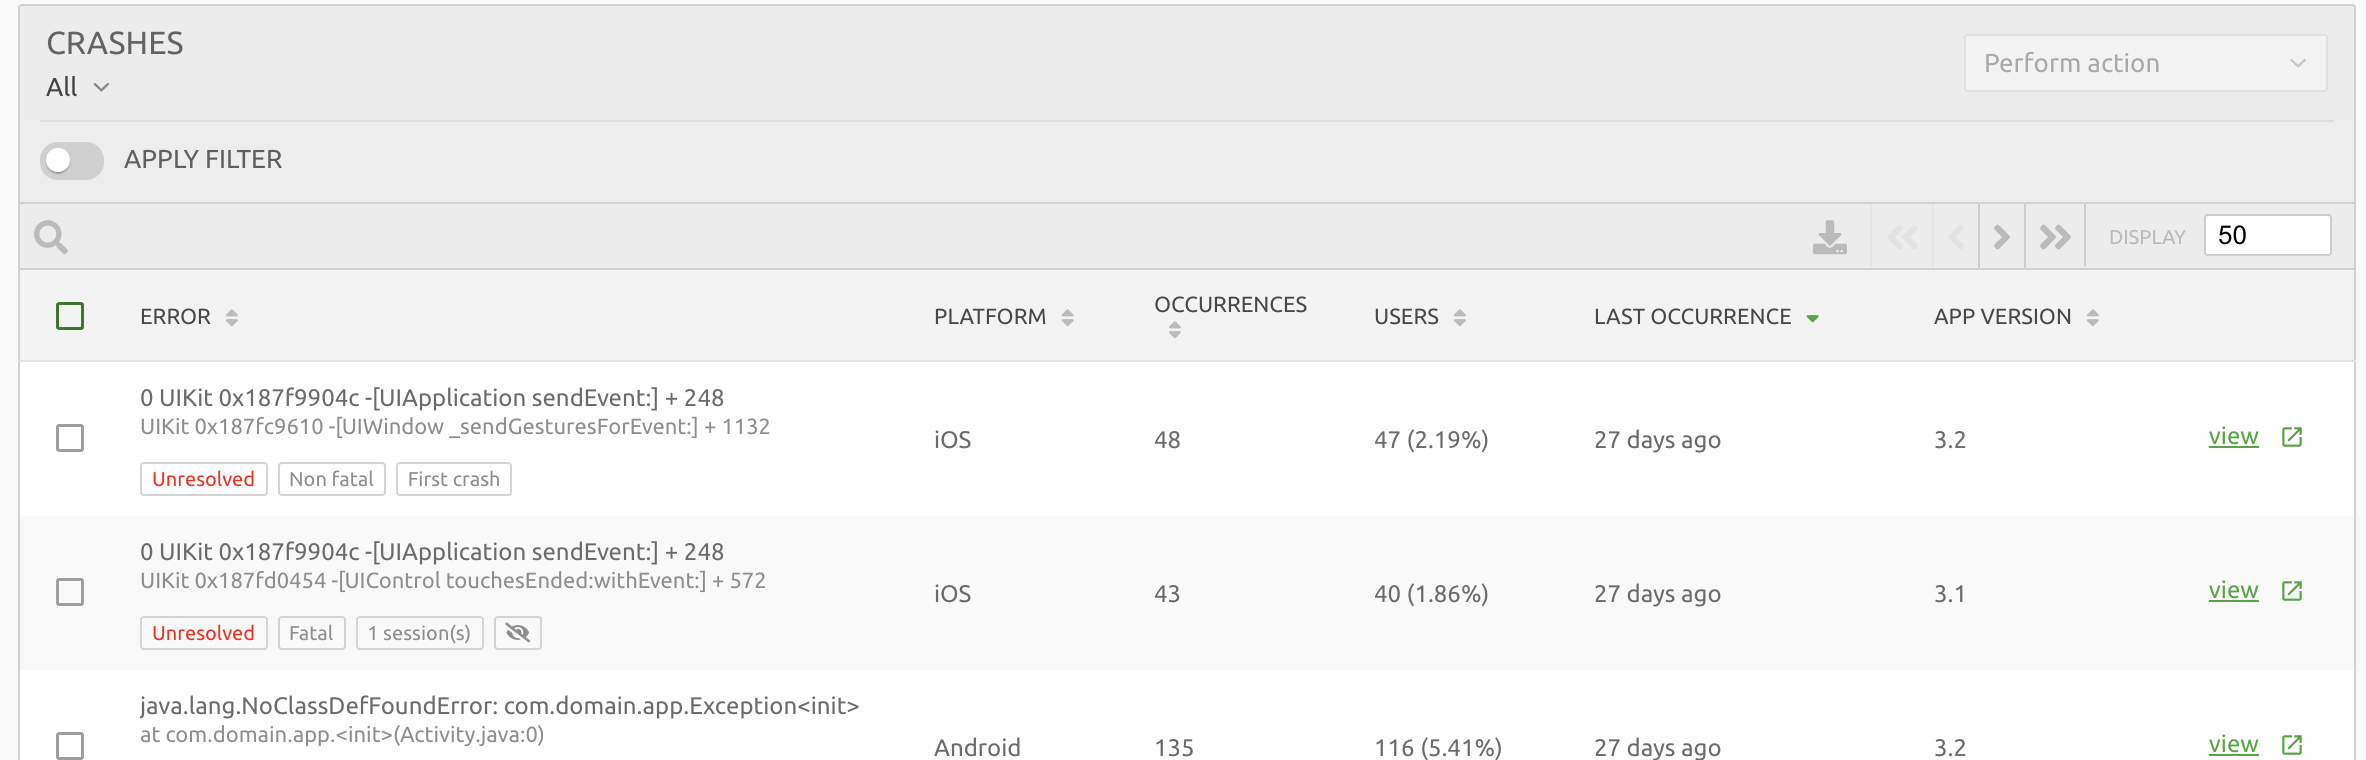 CRASHES
All
Perform action
APPLY FILTER
DISPLAY 50
ERROR PLATFORM OCCURRENCES USERS LAST OCCURRENCE APP VERSION
0 UIKit 0x187f9904c -[UIApplication sendEvent:] + 248
UIKit 0x187fc9610 -[UIWindow _sendGesturesForEvent:] + 1132
iOS 48 47 (2.19%) 27 days ago 3.2 view
Unresolved Non fatal First crash
0 UIKit 0x187f9904c -[UIApplication sendEvent:] + 248
UIKit 0x187fd0454 -[UIControl touchesEnded:withEvent:] + 572
iOS 43 40 (1.86%) 27 days ago 3.1 view
Unresolved Fatal 1 session(s)
java.lang.NoClassDefFoundError: com.domain.app.Exception<init>
at com.domain.app.<init>(Activity.java:0)
Android 135 116 (5.41%) 27 days ago 3.2 view